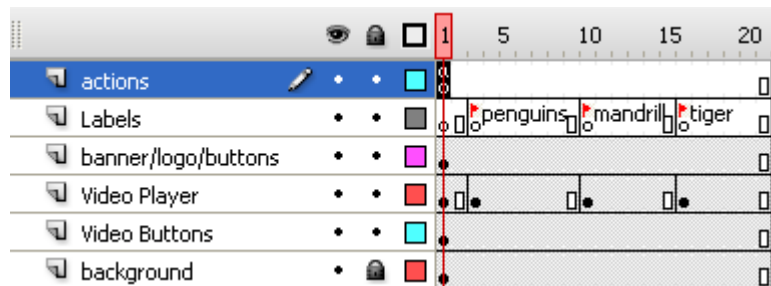 1 5 10 15 20
actions a
Labels penguins mandrill tiger
banner/logo/buttons
Video Player
Video Buttons
background